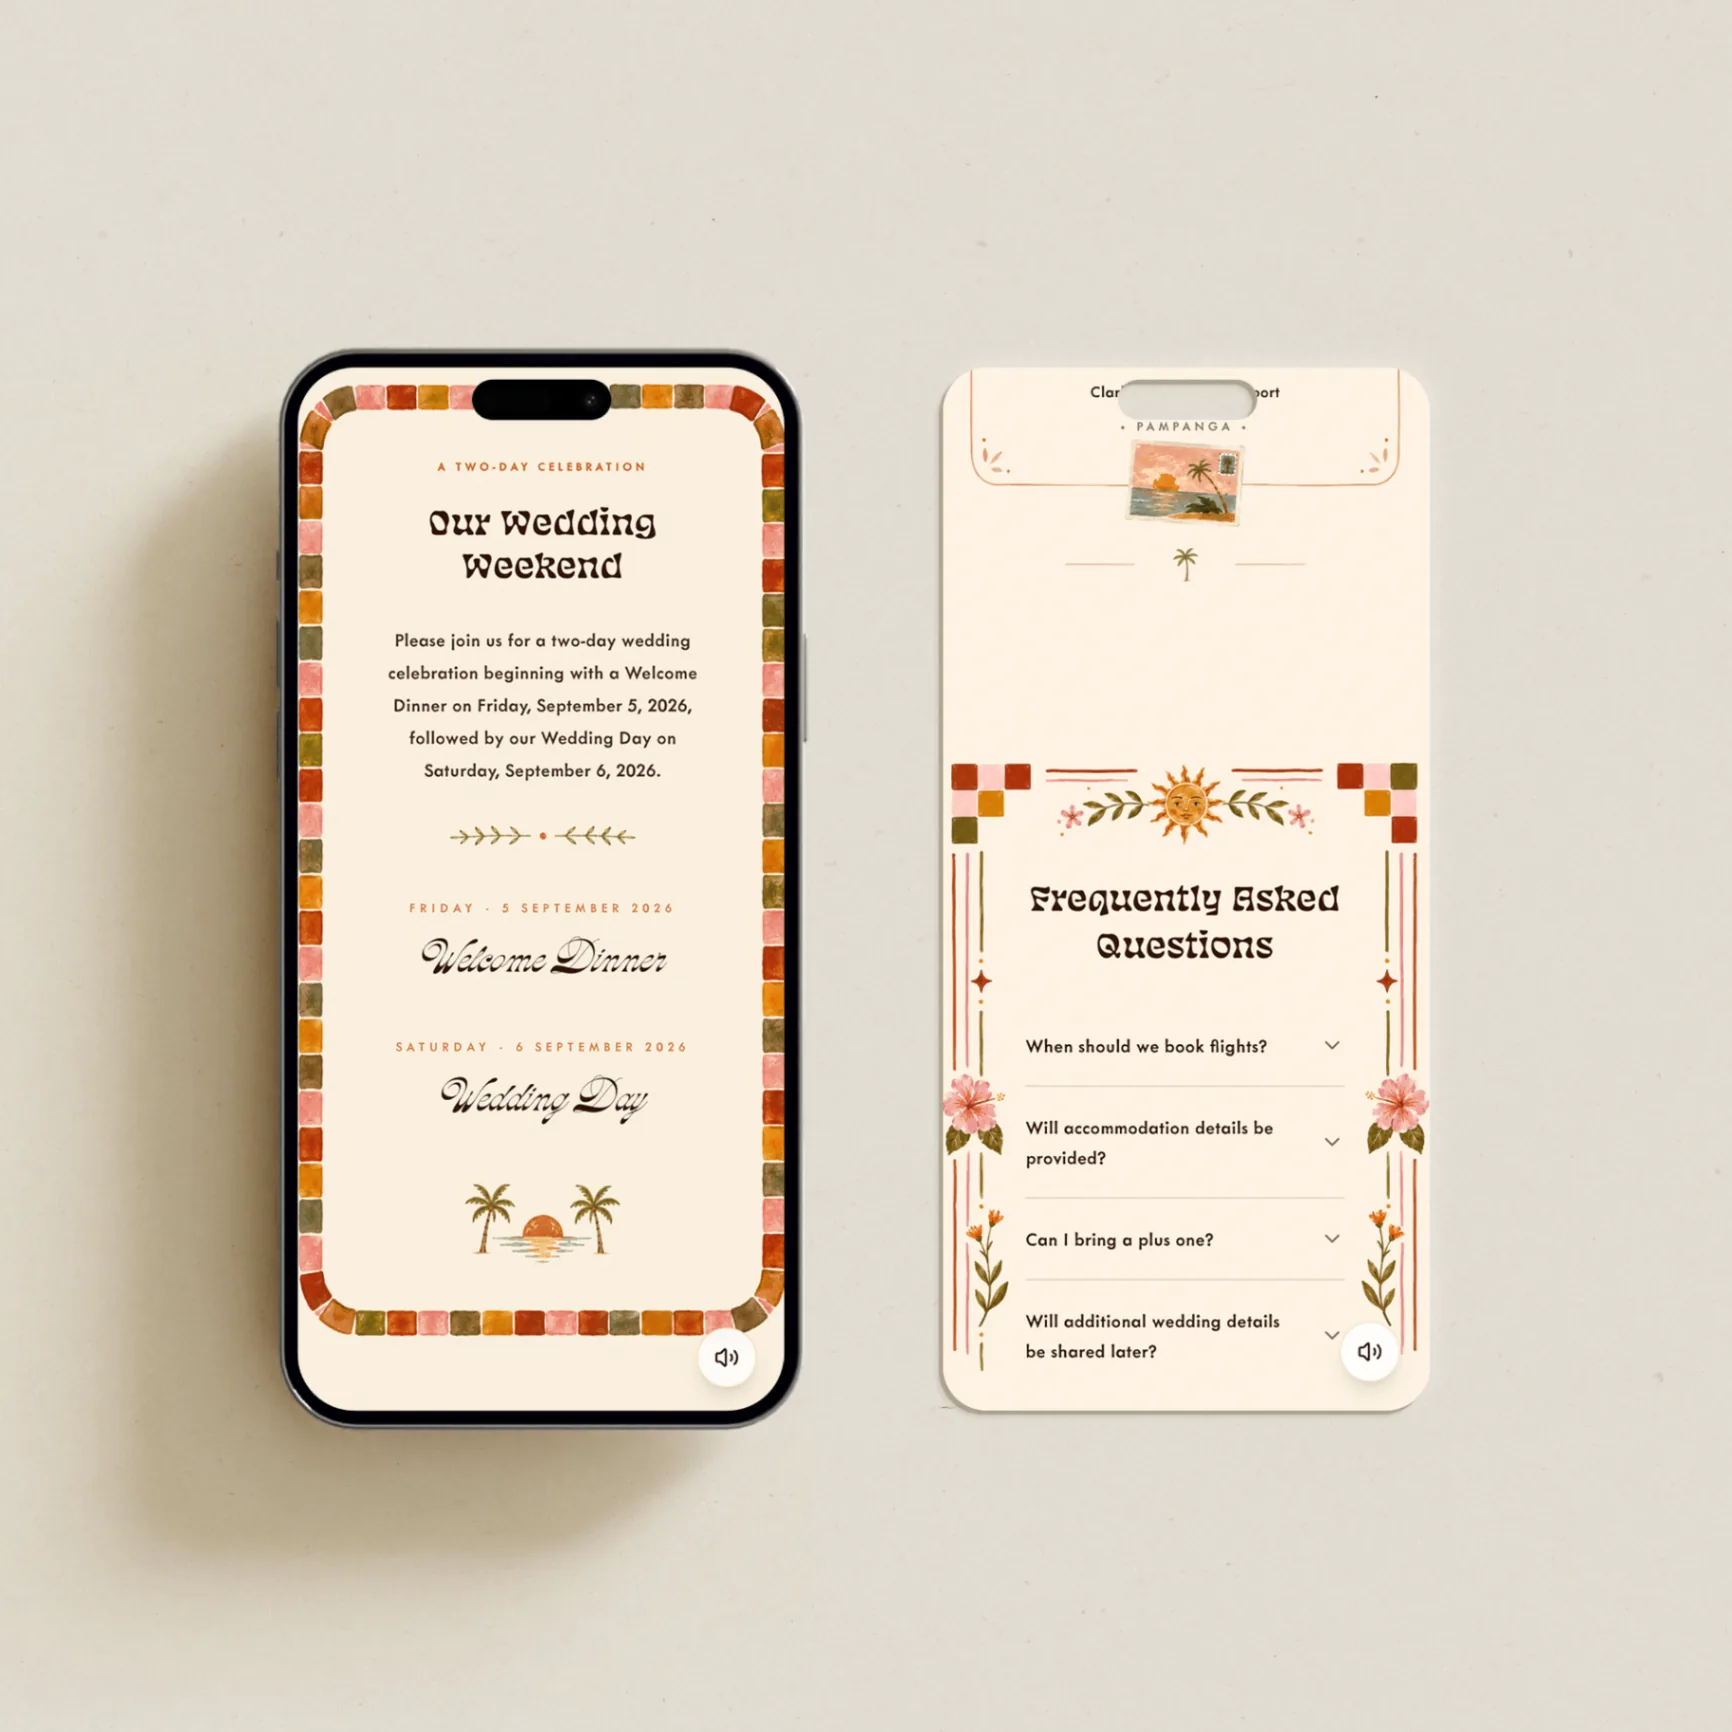 A TWO-DAY CELEBRATION
Our Wedding
Weekend
Please join us for a two-day wedding
celebration beginning with a Welcome
Dinner on Friday, September 5, 2026,
followed by our Wedding Day on
Saturday, September 6, 2026.
FRIDAY - 5 SEPTEMBER 2026
Welcome Dinner
SATURDAY - 6 SEPTEMBER 2026
Wedding Day
• PAMPANGA •
Frequently Asked
Questions
When should we book flights?
Will accommodation details be
provided?
Can I bring a plus one?
Will additional wedding details
be shared later?